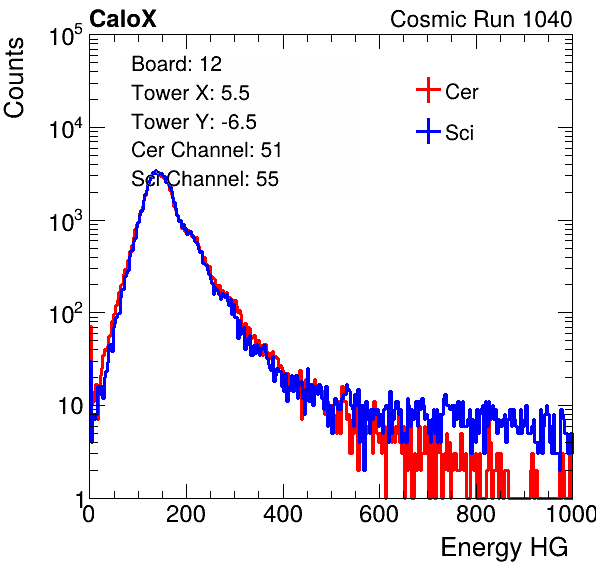 CaloX Cosmic Run 1040
Counts
10^5
10^4
10^3
10^2
10
1
Board: 12
Tower X: 5.5
Tower Y: -6.5
Cer Channel: 51
Sci Channel: 55
Cer
Sci
0 200 400 600 800 1000
Energy HG